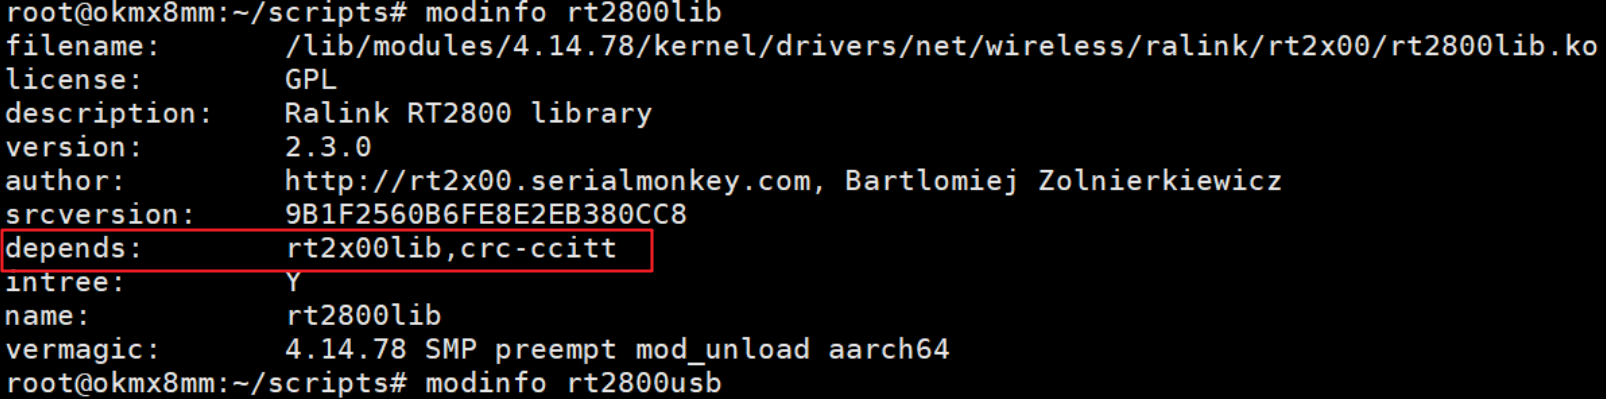 root@okmx8mm:~/scripts# modinfo rt2800lib
filename:       /lib/modules/4.14.78/kernel/drivers/net/wireless/ralink/rt2x00/rt2800lib.ko
license:        GPL
description:    Ralink RT2800 library
version:        2.3.0
author:         http://rt2x00.serialmonkey.com, Bartlomiej Zolnierkiewicz
srcversion:     9B1F2560B6FE8E2EB380CC8
depends:        rt2x00lib,crc-ccitt
intree:         Y
name:           rt2800lib
vermagic:       4.14.78 SMP preempt mod_unload aarch64
root@okmx8mm:~/scripts# modinfo rt2800usb